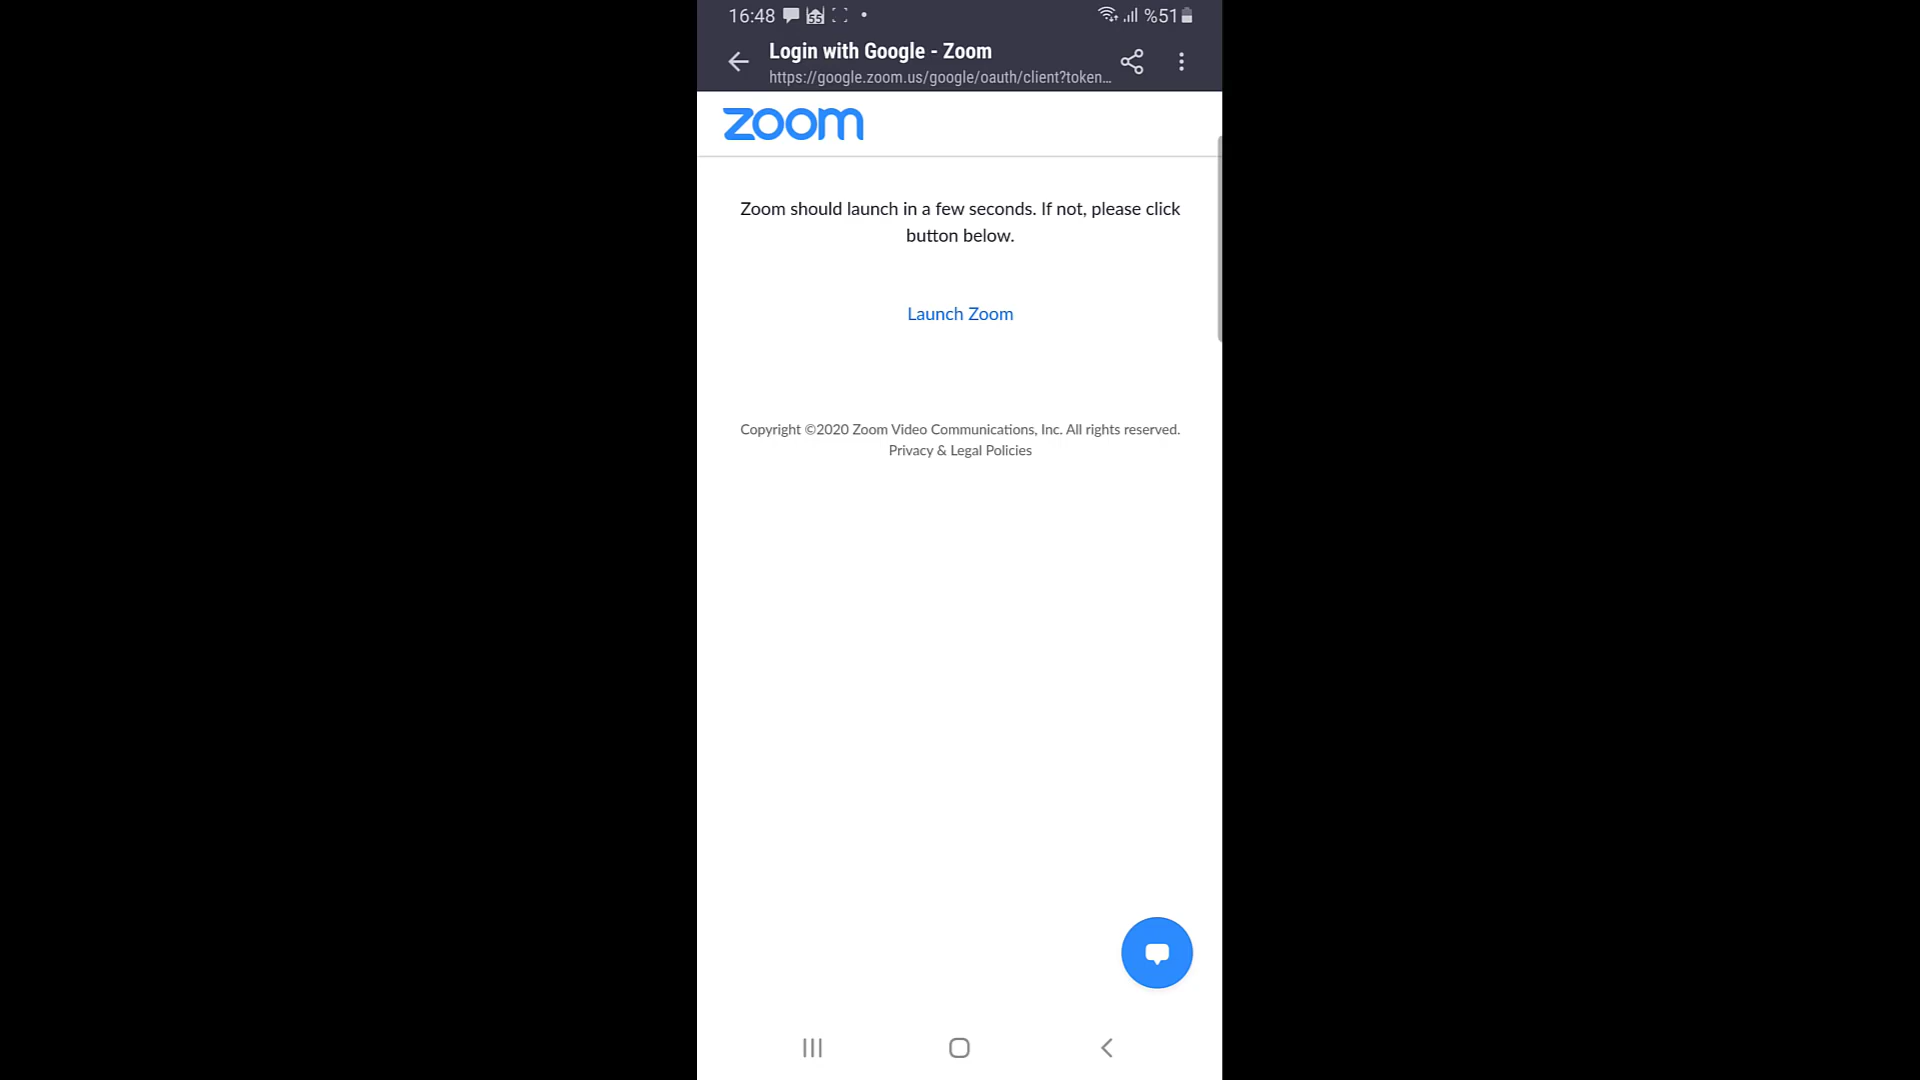 16:48
%51
Login with Google - Zoom
https://google.zoom.us/google/oauth/client?token...
zoom
Zoom should launch in a few seconds. If not, please click
button below.
Launch Zoom
Copyright ©2020 Zoom Video Communications, Inc. All rights reserved.
Privacy & Legal Policies